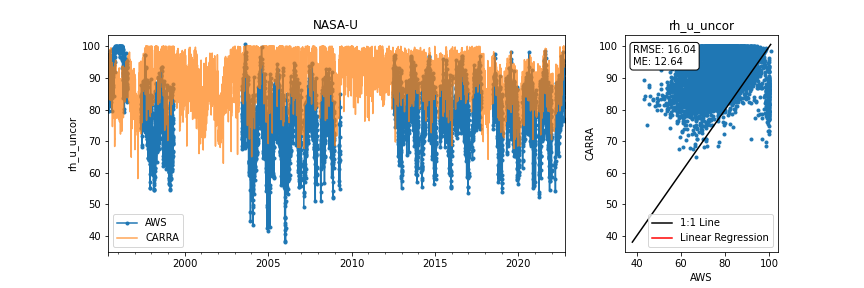 NASA-U
rh_u_uncor
100
90
80
70
60
50
40
rh_u_uncor
AWS
CARRA
2000
2005
2010
2015
2020
rh_u_uncor
RMSE: 16.04
ME: 12.64
100
90
80
70
60
50
40
CARRA
1:1 Line
Linear Regression
40
60
80
100
AWS